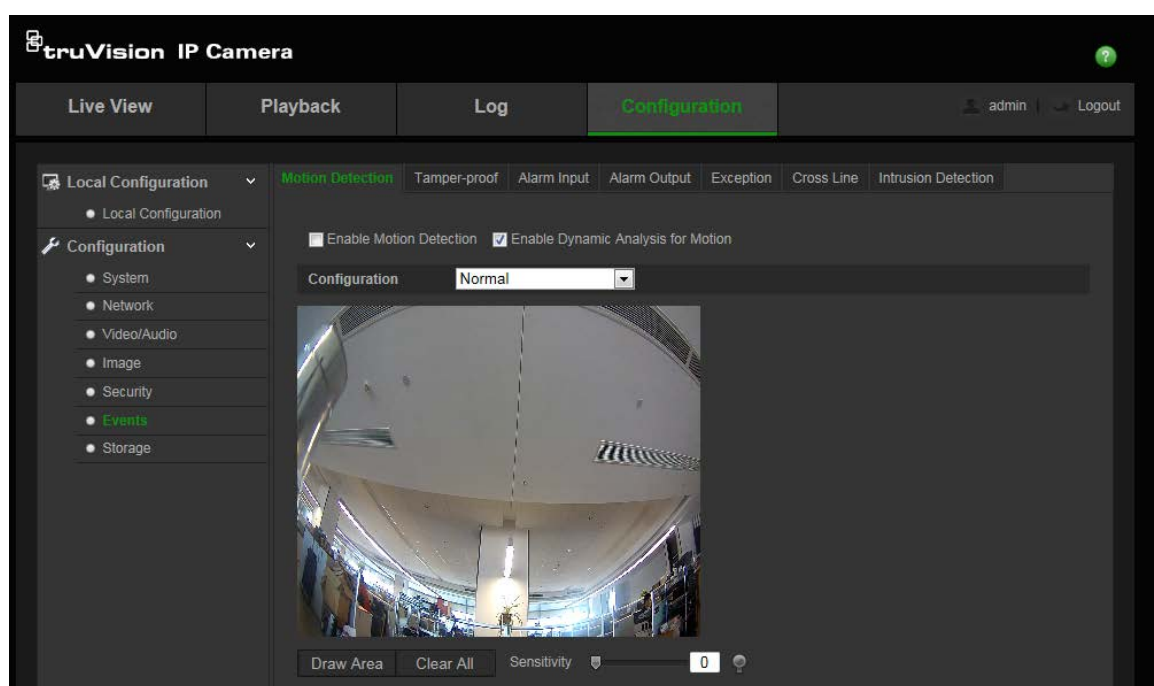 truVision IP Camera
?
Live View Playback Log Configuration admin | Logout
Local Configuration
Local Configuration
Configuration
System
Network
Video/Audio
Image
Security
Events
Storage
Motion Detection Tamper-proof Alarm Input Alarm Output Exception Cross Line Intrusion Detection
Enable Motion Detection Enable Dynamic Analysis for Motion
Configuration Normal
Draw Area Clear All Sensitivity 0